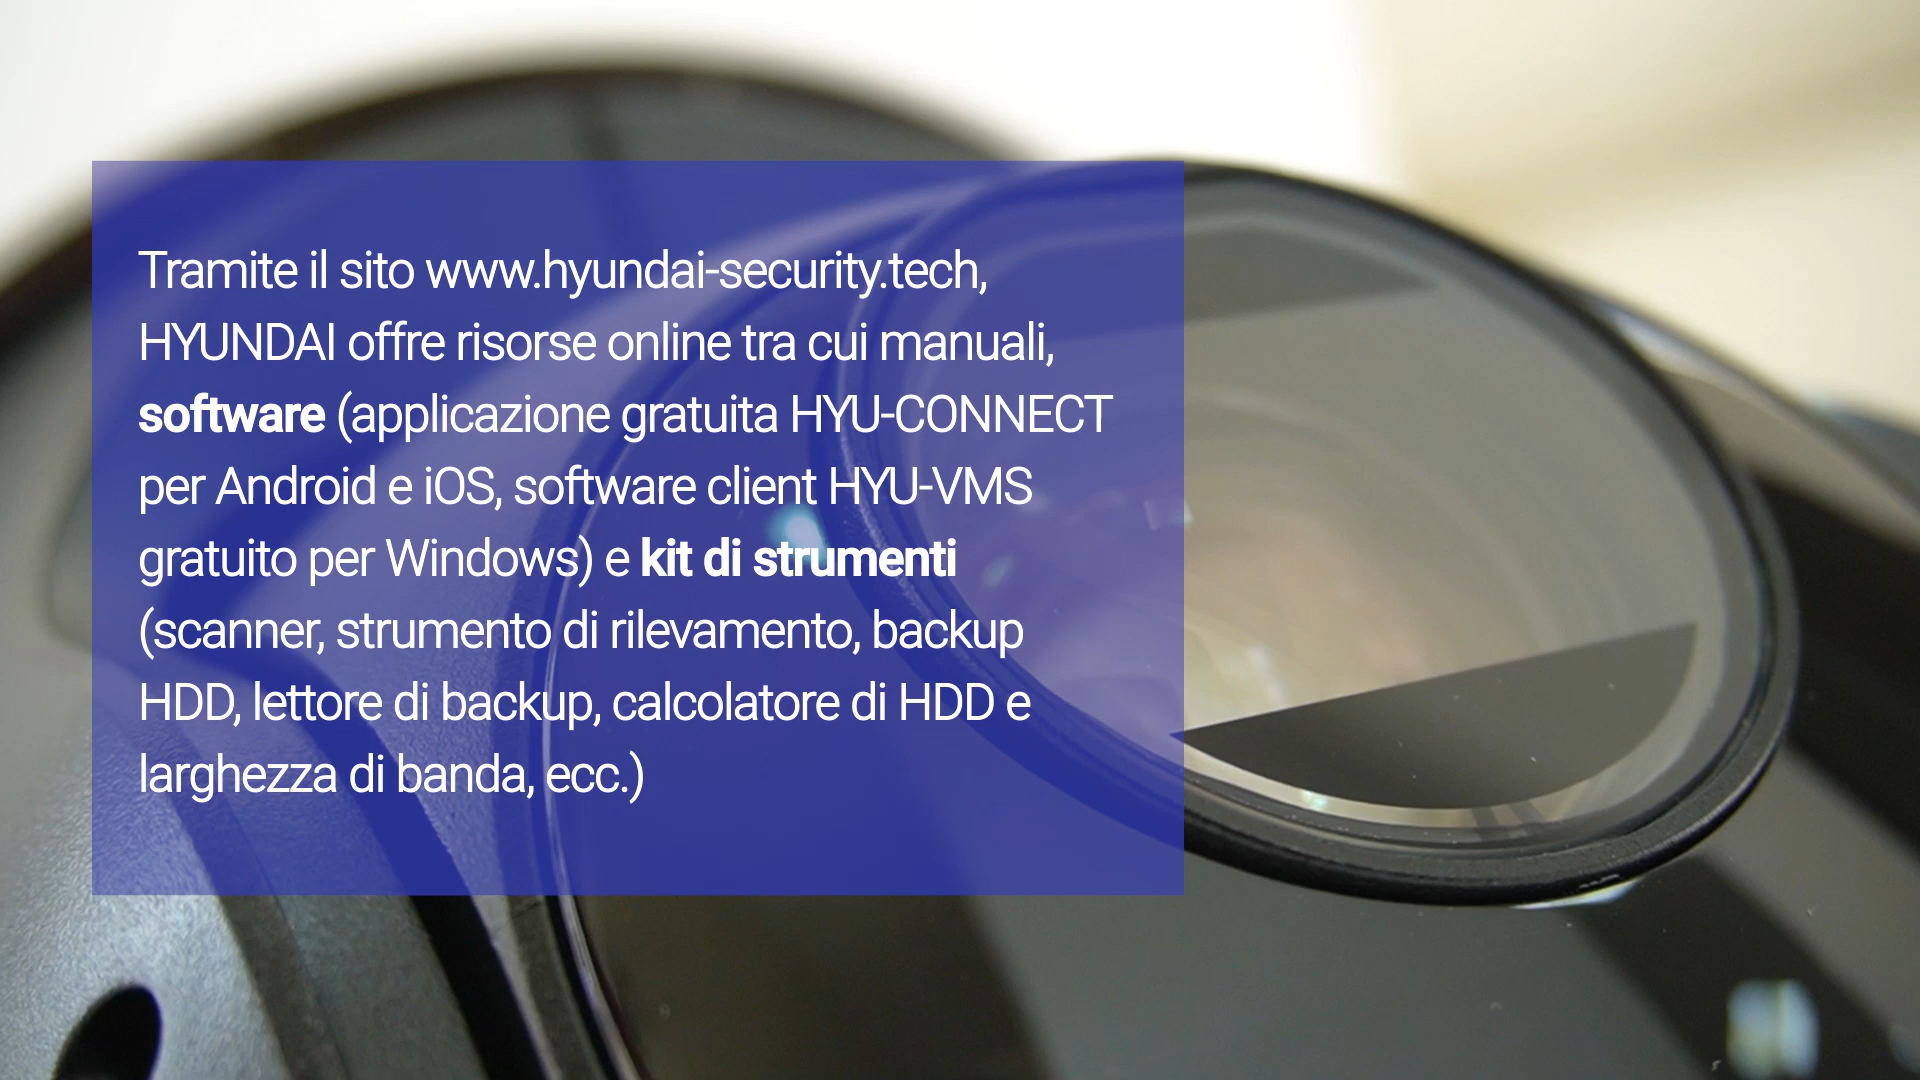 Tramite il sito www.hyundai-security.tech,
HYUNDAI offre risorse online tra cui manuali,
software (applicazione gratuita HYU-CONNECT
per Android e iOS, software client HYU-VMS
gratuito per Windows) e kit di strumenti
(scanner, strumento di rilevamento, backup
HDD, lettore di backup, calcolatore di HDD e
larghezza di banda, ecc.)